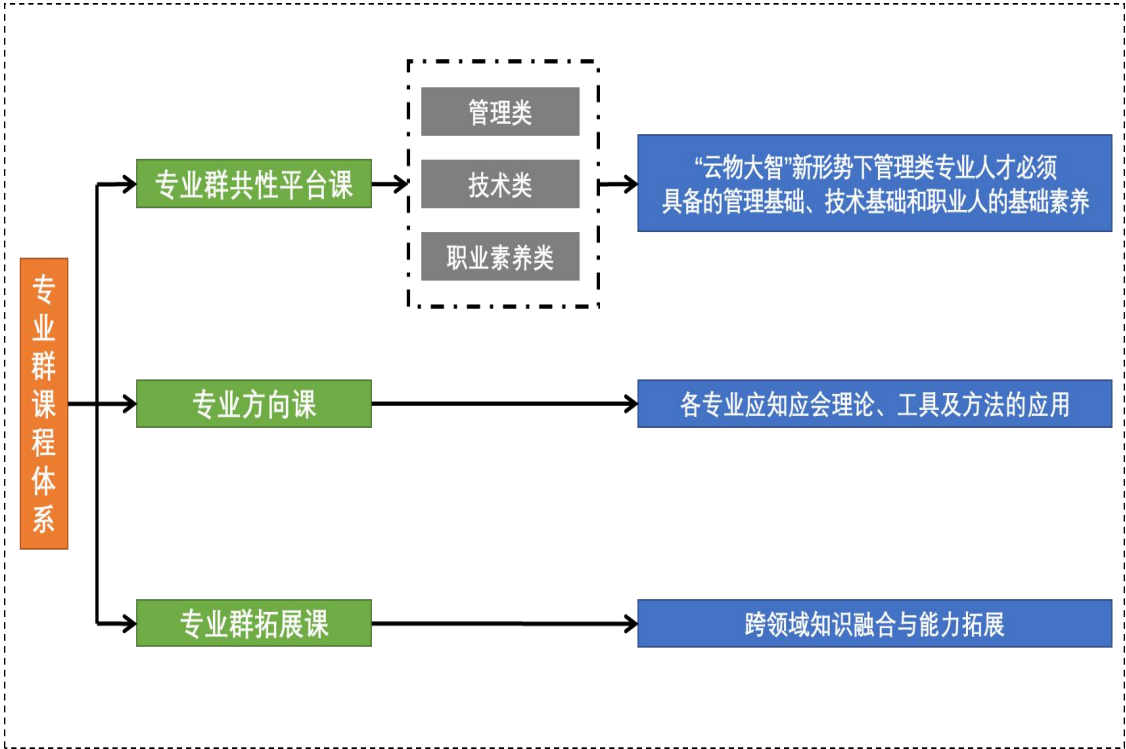 专业群课程体系
专业群共性平台课
管理类
技术类
职业素养类
“云物大智”新形势下管理类专业人才必须
具备的管理基础、技术基础和职业人的基础素养
专业方向课
各专业应知应会理论、工具及方法的应用
专业群拓展课
跨领域知识融合与能力拓展